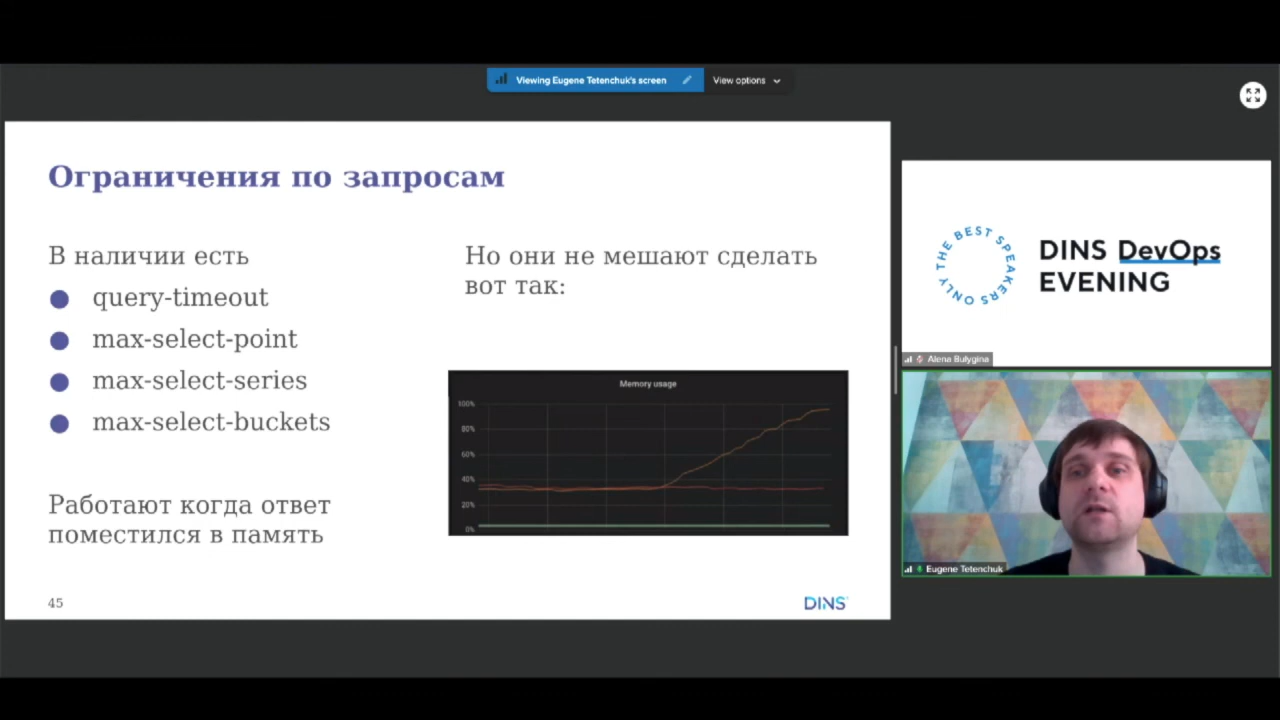 Viewing Eugene Tetenchuk's screen
View options
Ограничения по запросам
В наличии есть
query-timeout
max-select-point
max-select-series
max-select-buckets
Работают когда ответ
поместился в память
Но они не мешают сделать
вот так:
Memory usage
100%
80%
60%
40%
20%
0%
45
DINS
ONLY THE BEST SPEAKERS
DINS DevOps
EVENING
Alena Bulygina
Eugene Tetenchuk